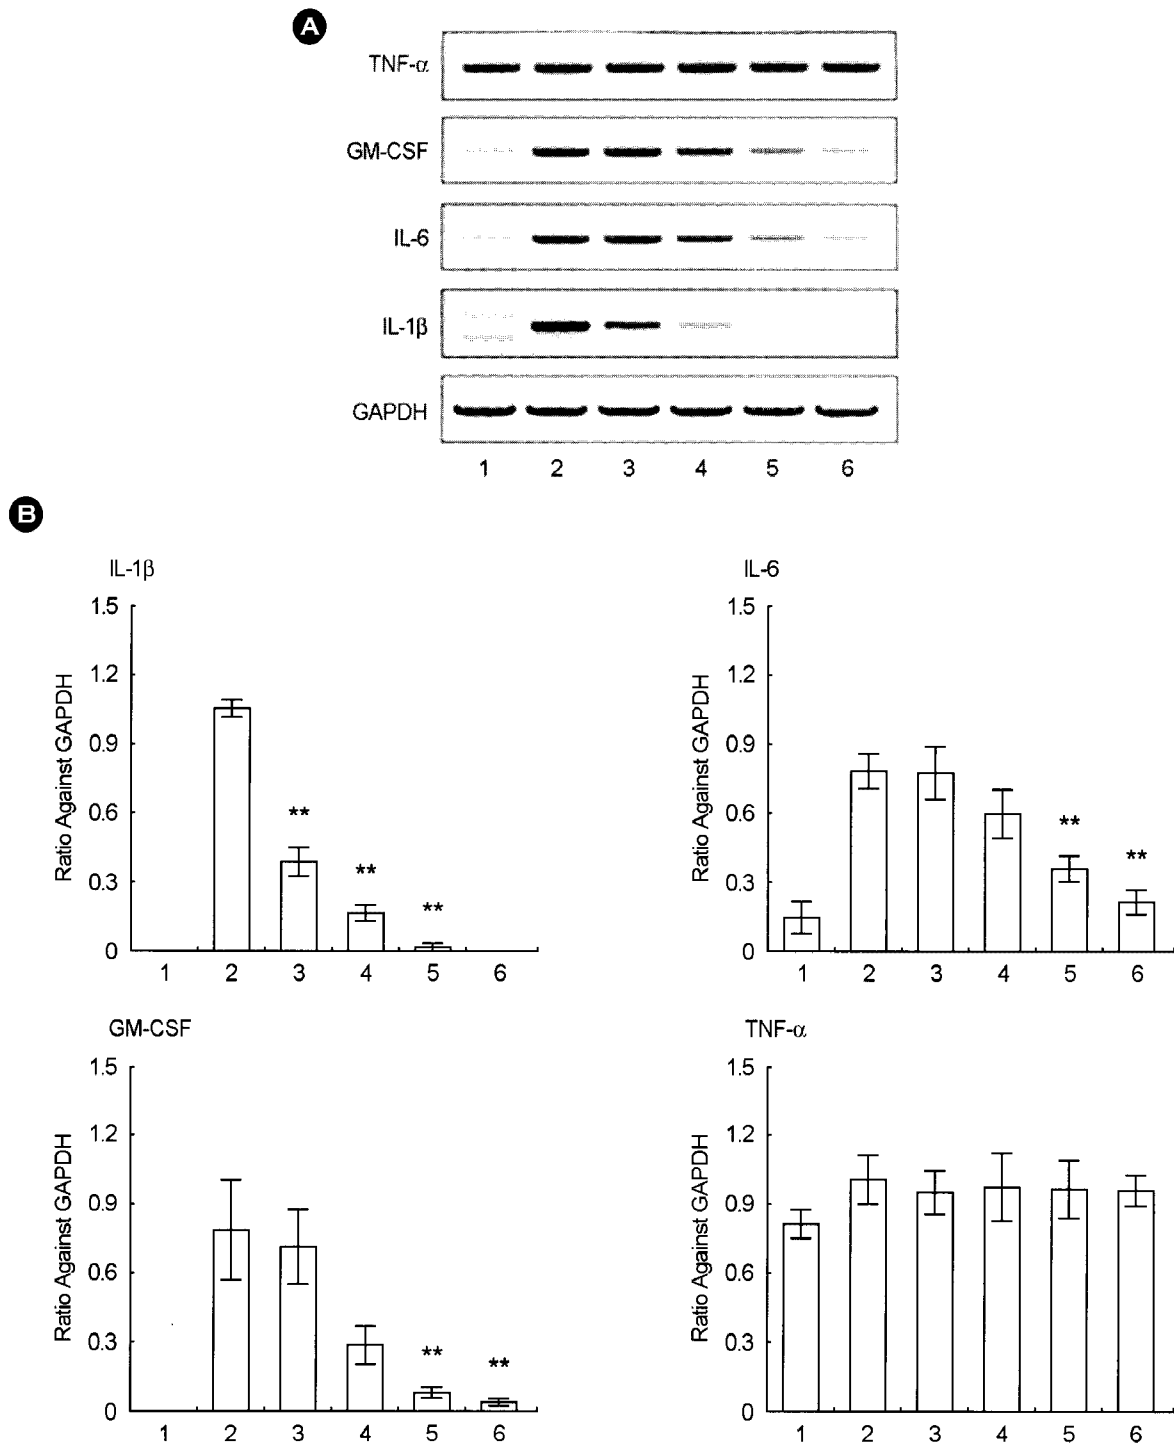 A
TNF-α
GM-CSF
IL-6
IL-1β
GAPDH
1 2 3 4 5 6
B
IL-1β
Ratio Against GAPDH
1.5
1.2
0.9
0.6
0.3
0
** ** **
1 2 3 4 5 6
IL-6
Ratio Against GAPDH
1.5
1.2
0.9
0.6
0.3
0
** **
1 2 3 4 5 6
GM-CSF
Ratio Against GAPDH
1.5
1.2
0.9
0.6
0.3
0
** **
1 2 3 4 5 6
TNF-α
Ratio Against GAPDH
1.5
1.2
0.9
0.6
0.3
0
1 2 3 4 5 6